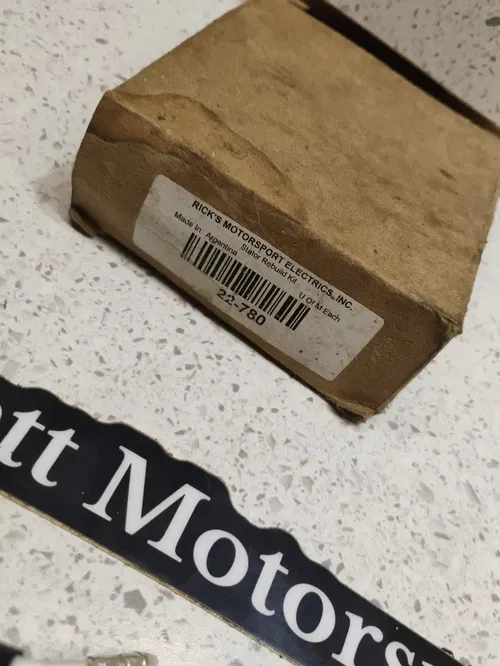 RICK'S MOTORSPORT ELECTRICS, INC.
Made In: Argentina Stator Rebuild Kit U Of M Each
22-780
tt Motors